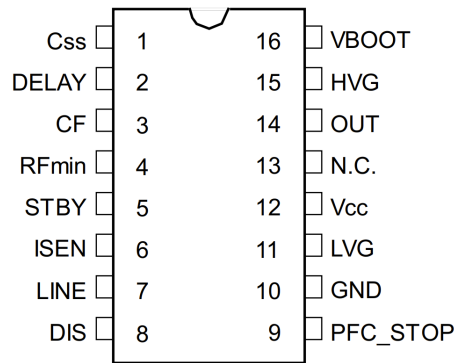 Css 1 16 VBOOT
DELAY 2 15 HVG
CF 3 14 OUT
RFmin 4 13 N.C.
STBY 5 12 Vcc
ISEN 6 11 LVG
LINE 7 10 GND
DIS 8 9 PFC_STOP